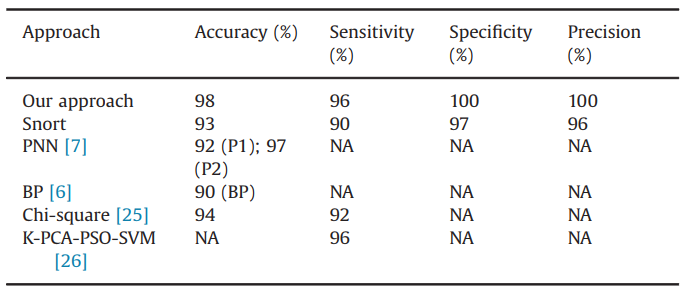 Approach Accuracy (%) Sensitivity Specificity Precision
(%) (%) (%)
Our approach 98 96 100 100
Snort 93 90 97 96
PNN [7] 92 (P1); 97 NA NA NA
(P2)
BP [6] 90 (BP) NA NA NA
Chi-square [25] 94 92 NA NA
K-PCA-PSO-SVM NA 96 NA NA
[26]